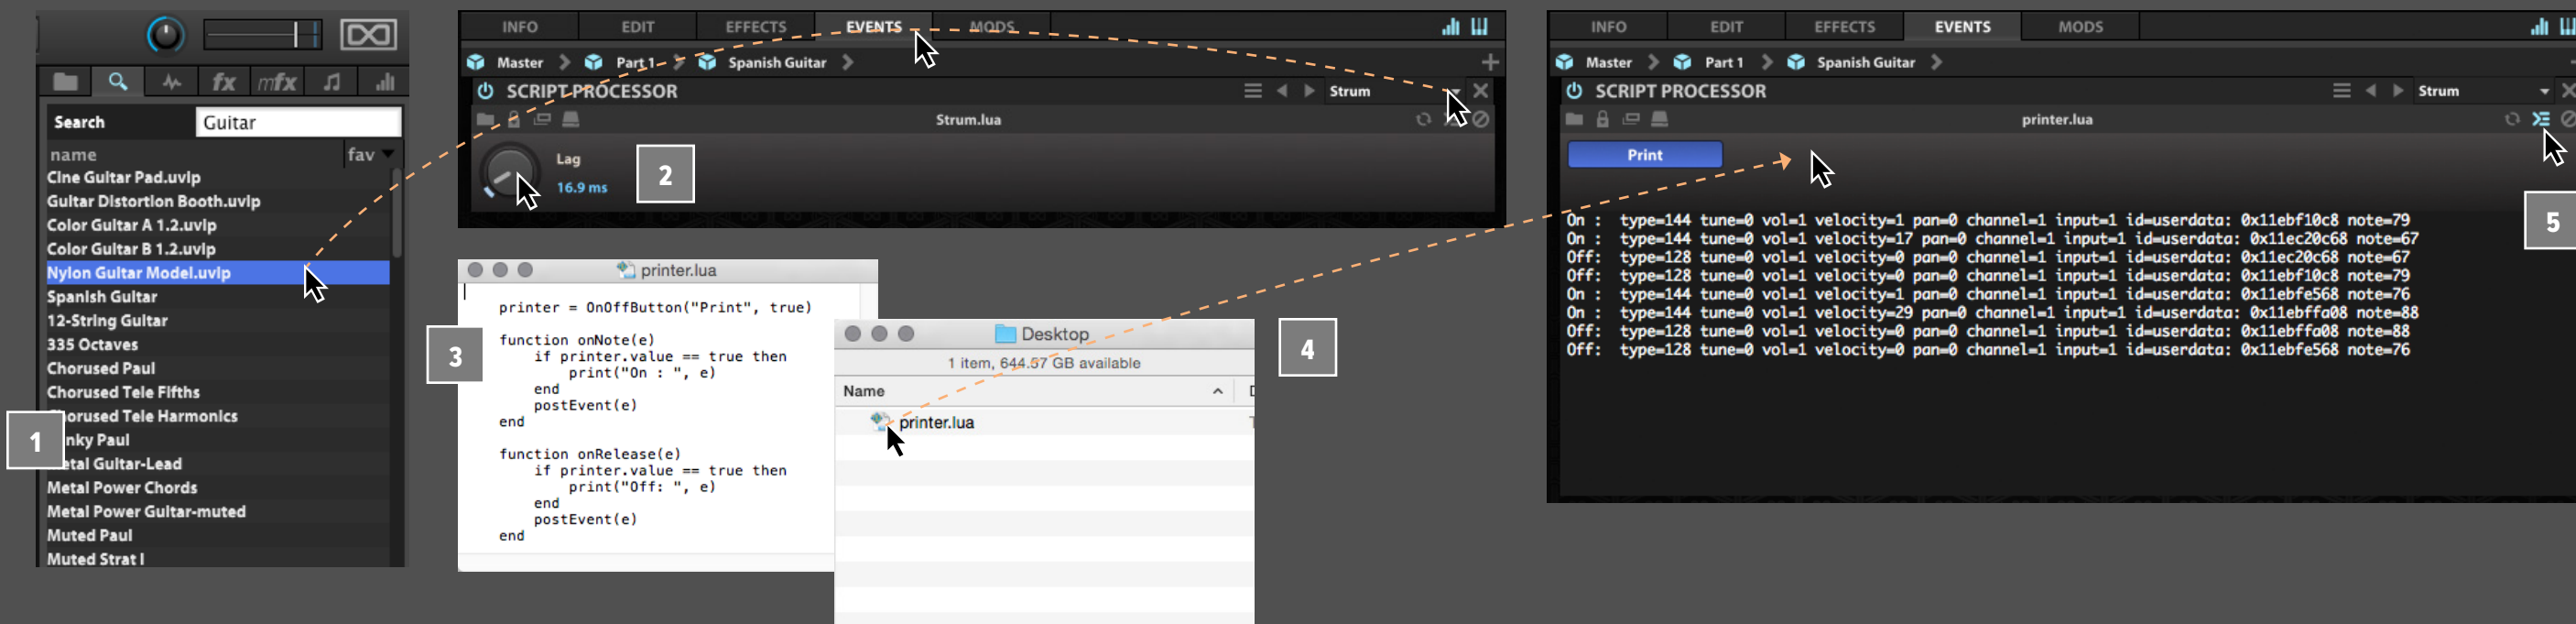 fx
mfx
Search
Guitar
name
fav
Cine Guitar Pad.uvip
Guitar Distortion Booth.uvip
Color Guitar A 1.2.uvip
Color Guitar B 1.2.uvip
Nylon Guitar Model.uvip
Spanish Guitar
12-String Guitar
335 Octaves
Chorused Paul
Chorused Tele Fifths
Chorused Tele Harmonics
nky Paul
etal Guitar-Lead
Metal Power Chords
Metal Power Guitar-muted
Muted Paul
Muted Strat I
1
INFO
EDIT
EFFECTS
EVENTS
MODS
Master
Part 1
Spanish Guitar
SCRIPT PROCESSOR
Strum
Strum.lua
Lag
16.9 ms
2
printer.lua
printer = OnOffButton("Print", true)
function onNote(e)
if printer.value == true then
print("On : ", e)
end
postEvent(e)
end
function onRelease(e)
if printer.value == true then
print("Off: ", e)
end
postEvent(e)
end
3
Desktop
1 item, 644.57 GB available
Name
printer.lua
4
INFO
EDIT
EFFECTS
EVENTS
MODS
Master
Part 1
Spanish Guitar
SCRIPT PROCESSOR
Strum
printer.lua
Print
On :  type=144 tune=0 vol=1 velocity=1 pan=0 channel=1 input=1 id=userdata: 0x11ebf10c8 note=79
On :  type=144 tune=0 vol=1 velocity=17 pan=0 channel=1 input=1 id=userdata: 0x11ec20c68 note=67
Off:  type=128 tune=0 vol=1 velocity=0 pan=0 channel=1 input=1 id=userdata: 0x11ec20c68 note=67
Off:  type=128 tune=0 vol=1 velocity=0 pan=0 channel=1 input=1 id=userdata: 0x11ebf10c8 note=79
On :  type=144 tune=0 vol=1 velocity=1 pan=0 channel=1 input=1 id=userdata: 0x11ebfe568 note=76
On :  type=144 tune=0 vol=1 velocity=29 pan=0 channel=1 input=1 id=userdata: 0x11ebffa08 note=88
Off:  type=128 tune=0 vol=1 velocity=0 pan=0 channel=1 input=1 id=userdata: 0x11ebffa08 note=88
Off:  type=128 tune=0 vol=1 velocity=0 pan=0 channel=1 input=1 id=userdata: 0x11ebfe568 note=76
5